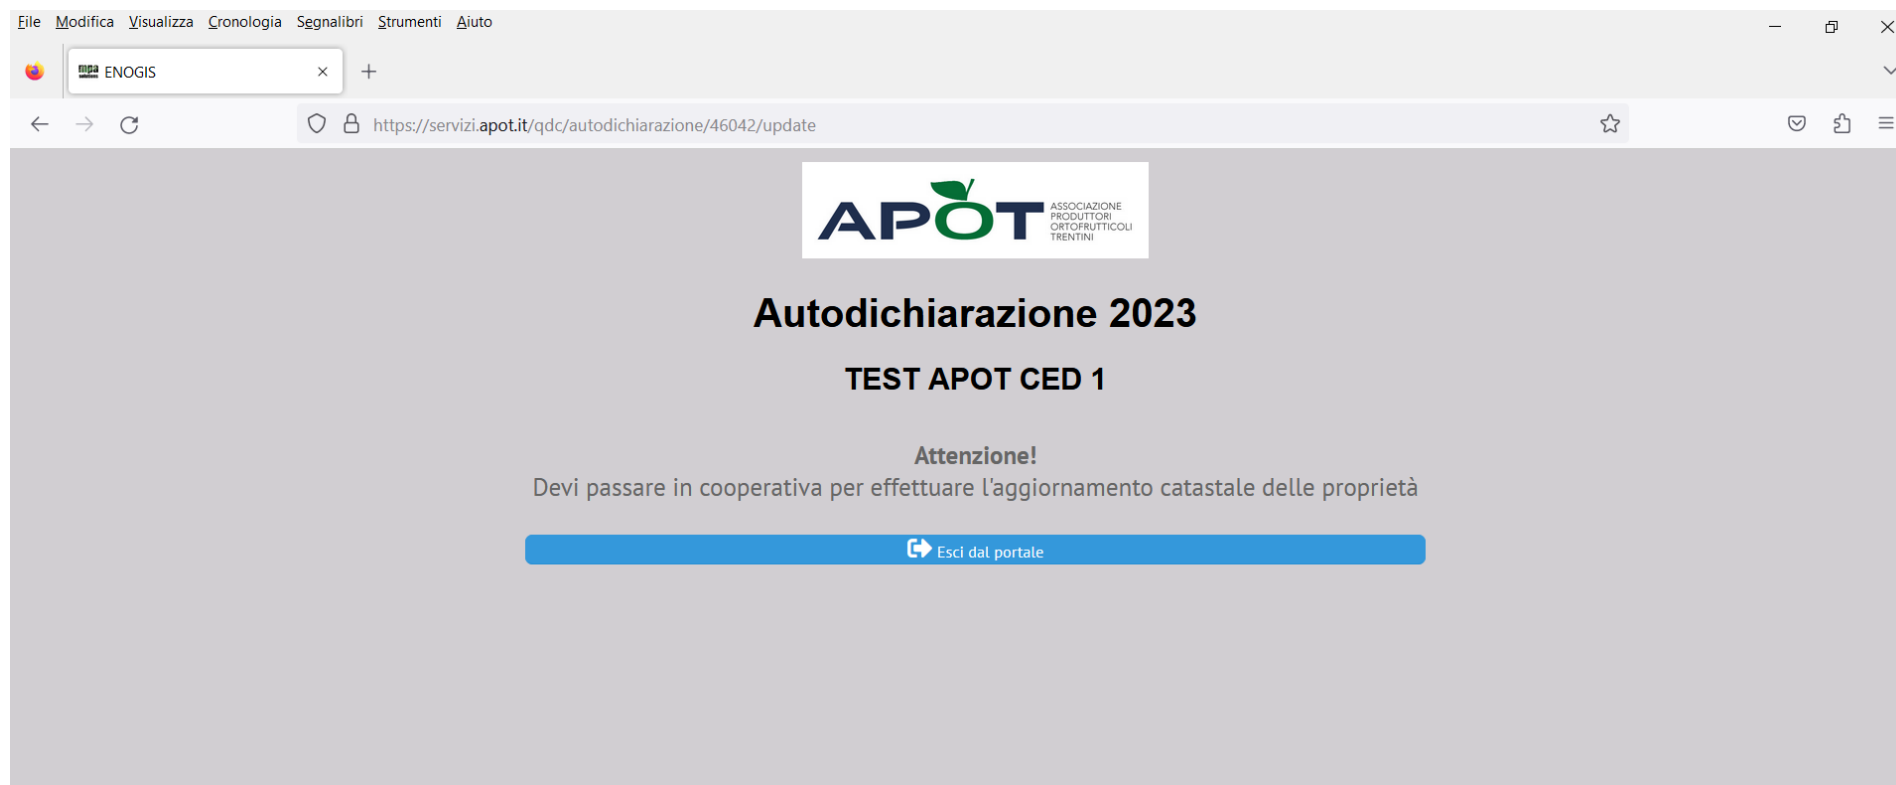 File Modifica Visualizza Cronologia Segnalibri Strumenti Aiuto
mpa ENOGIS
https://servizi.apot.it/qdc/autodichiarazione/46042/update
APOT ASSOCIAZIONE
PRODUTTORI
ORTOFRUTTICOLI
TRENTINI
Autodichiarazione 2023
TEST APOT CED 1
Attenzione!
Devi passare in cooperativa per effettuare l'aggiornamento catastale delle proprietà
Esci dal portale